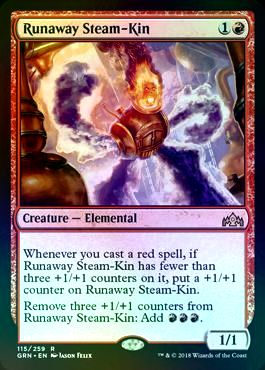 Runaway Steam-Kin 1
Creature — Elemental
Whenever you cast a red spell, if
Runaway Steam-Kin has fewer than
three +1/+1 counters on it, put a +1/+1
counter on Runaway Steam-Kin.
Remove three +1/+1 counters from
Runaway Steam-Kin: Add
1/1
115/259 R
GRN • EN Jason Felix
™ & © 2018 Wizards of the Coast